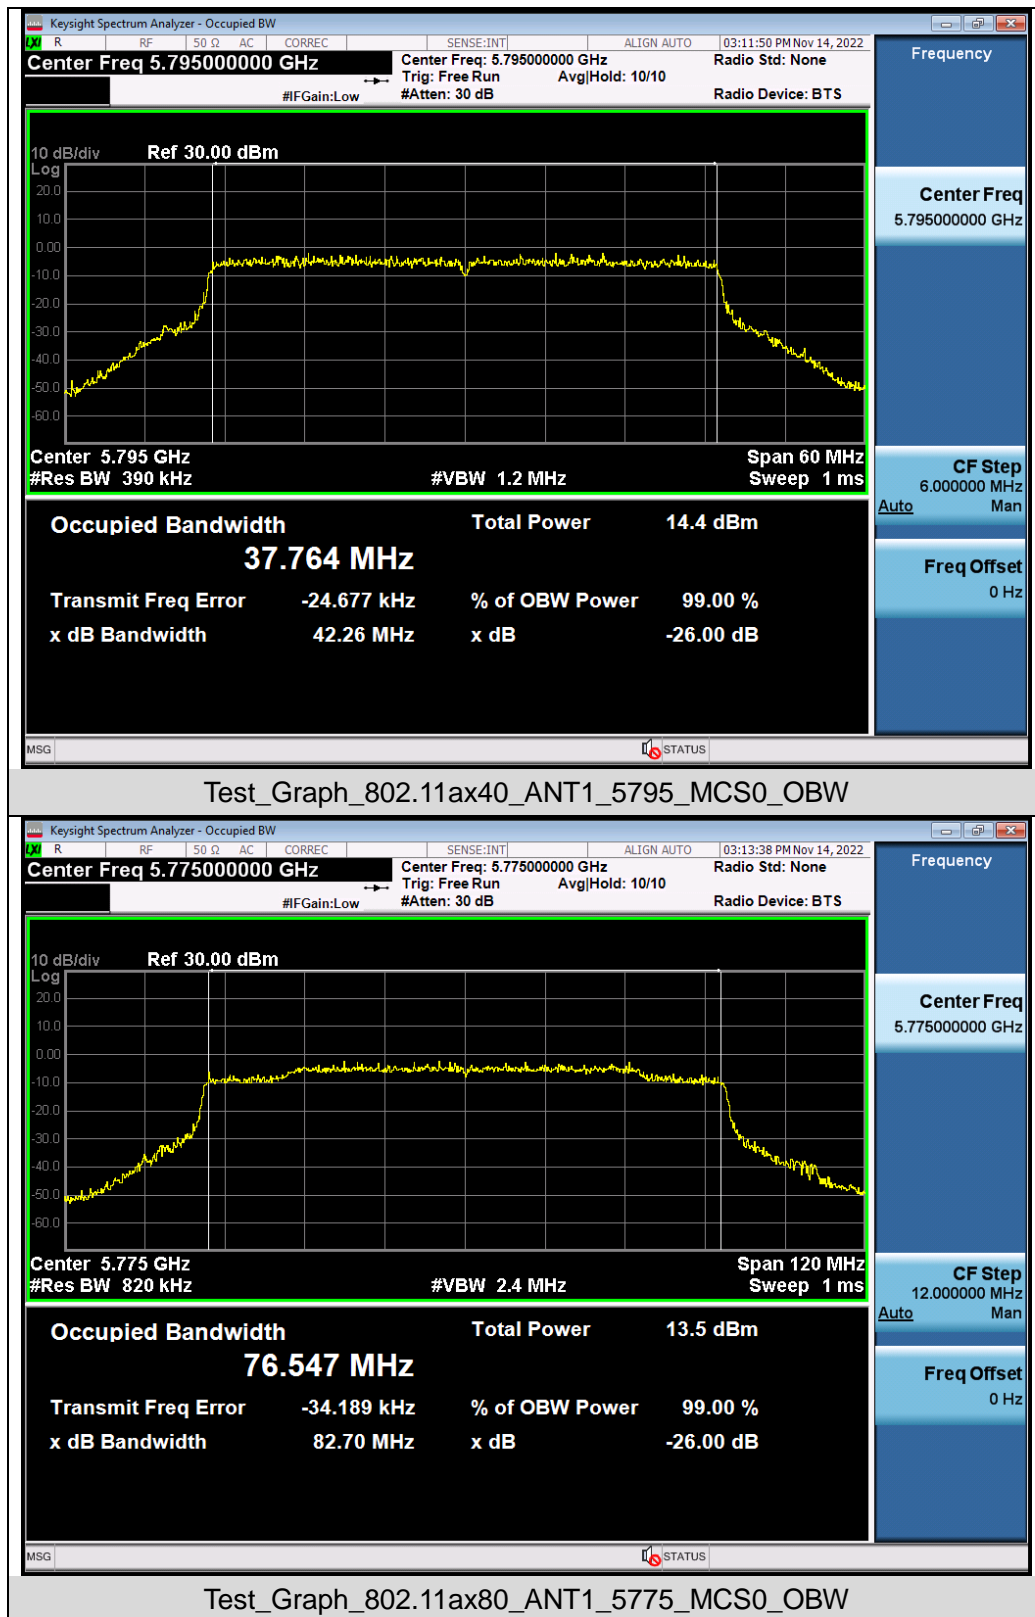 Keysight Spectrum Analyzer - Occupied BW
LXI R RF 50 Ω AC CORREC SENSE:INT ALIGN AUTO 03:11:50 PM Nov 14, 2022
Center Freq 5.795000000 GHz
Center Freq: 5.795000000 GHz Radio Std: None
Trig: Free Run Avg|Hold: 10/10
#IFGain:Low #Atten: 30 dB Radio Device: BTS
10 dB/div Ref 30.00 dBm
Log
20.0
10.0
0.00
-10.0
-20.0
-30.0
-40.0
-50.0
-60.0
Center 5.795 GHz Span 60 MHz
#Res BW 390 kHz #VBW 1.2 MHz Sweep 1 ms
Occupied Bandwidth Total Power 14.4 dBm
37.764 MHz
Transmit Freq Error -24.677 kHz % of OBW Power 99.00 %
x dB Bandwidth 42.26 MHz x dB -26.00 dB
MSG STATUS
Frequency
Center Freq
5.795000000 GHz
CF Step
6.000000 MHz
Auto Man
Freq Offset
0 Hz
Test_Graph_802.11ax40_ANT1_5795_MCS0_OBW
Keysight Spectrum Analyzer - Occupied BW
LXI R RF 50 Ω AC CORREC SENSE:INT ALIGN AUTO 03:13:38 PM Nov 14, 2022
Center Freq 5.775000000 GHz
Center Freq: 5.775000000 GHz Radio Std: None
Trig: Free Run Avg|Hold: 10/10
#IFGain:Low #Atten: 30 dB Radio Device: BTS
10 dB/div Ref 30.00 dBm
Log
20.0
10.0
0.00
-10.0
-20.0
-30.0
-40.0
-50.0
-60.0
Center 5.775 GHz Span 120 MHz
#Res BW 820 kHz #VBW 2.4 MHz Sweep 1 ms
Occupied Bandwidth Total Power 13.5 dBm
76.547 MHz
Transmit Freq Error -34.189 kHz % of OBW Power 99.00 %
x dB Bandwidth 82.70 MHz x dB -26.00 dB
MSG STATUS
Frequency
Center Freq
5.775000000 GHz
CF Step
12.000000 MHz
Auto Man
Freq Offset
0 Hz
Test_Graph_802.11ax80_ANT1_5775_MCS0_OBW